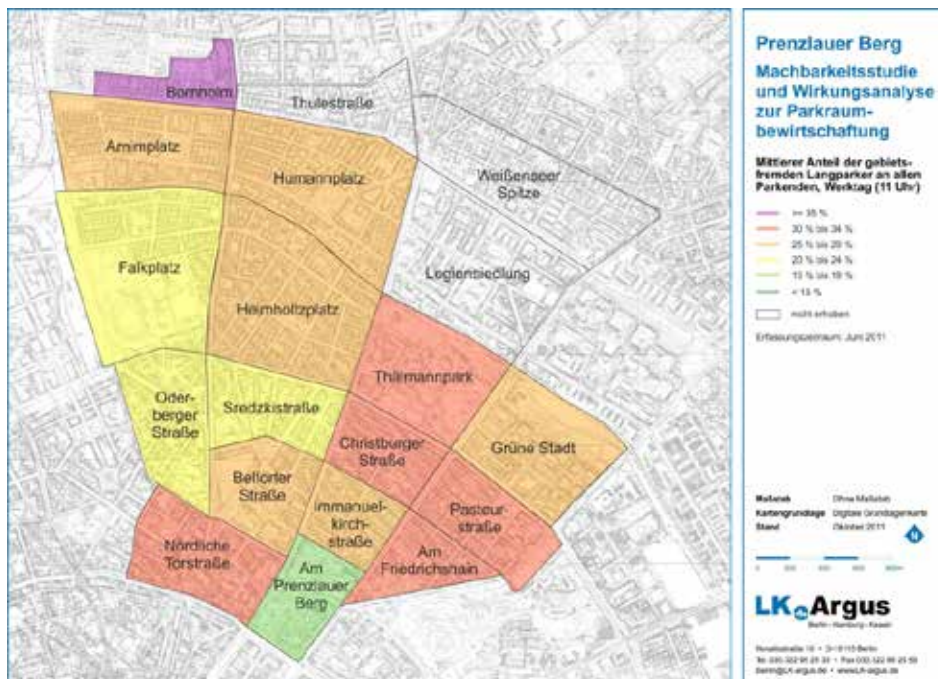 Prenzlauer Berg
Machbarkeitsstudie
und Wirkungsanalyse
zur Parkraum-
bewirtschaftung
Mittlerer Anteil der gebiets-
fremden Langparker an allen
Parkenden, Werktag (11 Uhr)
>= 35 %
30 % bis 34 %
25 % bis 29 %
20 % bis 24 %
15 % bis 19 %
< 15 %
nicht erhoben
Erfassungszeitraum: Juni 2011
Maßstab Ohne Maßstab
Kartengrundlage Digitale Grundlagenkarte
Stand Oktober 2011
N
LK Argus
Berlin • Hamburg • Kassel
Bornholm
Thulestraße
Arnimplatz
Humannplatz
Weißenseer
Spitze
Falkplatz
Legiensiedlung
Helmholtzplatz
Thälmannpark
Oder-
berger
Straße
Sredzkistraße
Christburger
Straße
Grüne Stadt
Belforter
Straße
Immanuel-
kirch-
straße
Pasteur-
straße
Nördliche
Torstraße
Am
Prenzlauer
Berg
Am
Friedrichshain